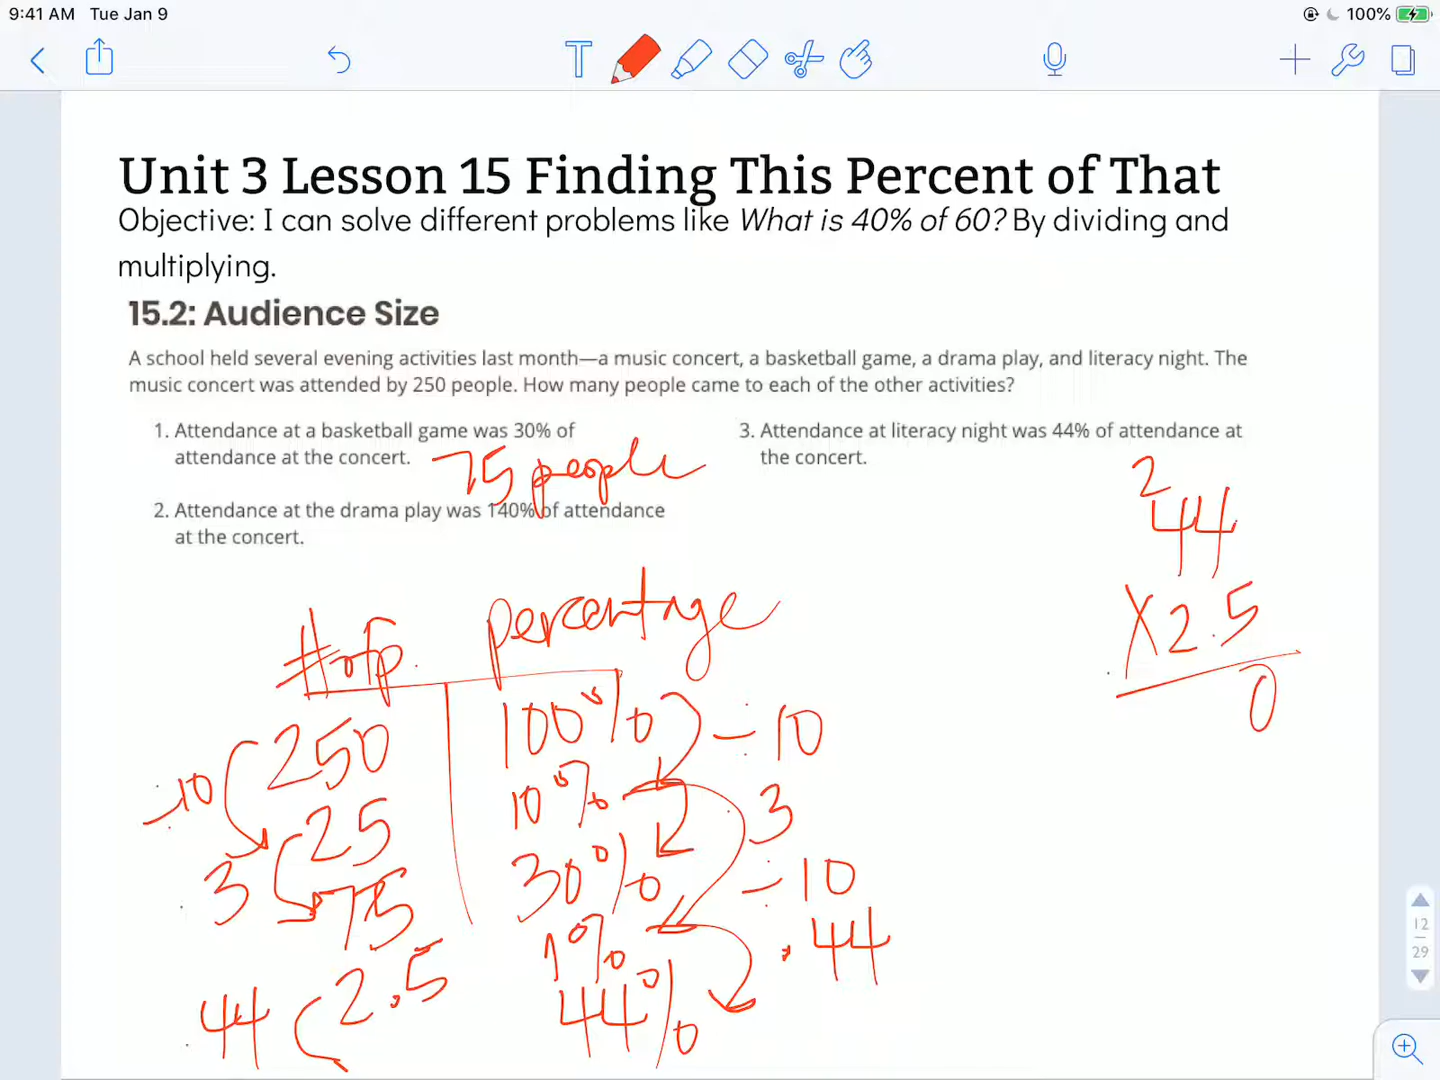 9:41 AM Tue Jan 9
100%
T
Unit 3 Lesson 15 Finding This Percent of That
Objective: I can solve different problems like What is 40% of 60? By dividing and
multiplying.
15.2: Audience Size
A school held several evening activities last month—a music concert, a basketball game, a drama play, and literacy night. The
music concert was attended by 250 people. How many people came to each of the other activities?
1. Attendance at a basketball game was 30% of
attendance at the concert.
75 people
2. Attendance at the drama play was 140% of attendance
at the concert.
3. Attendance at literacy night was 44% of attendance at
the concert.
2
44
X2.5
0
# of p. percentage
250 100% ÷10
÷10
25 10%
3
3
75 30%
÷10
2.5 1%
.44
44
44%
12
29